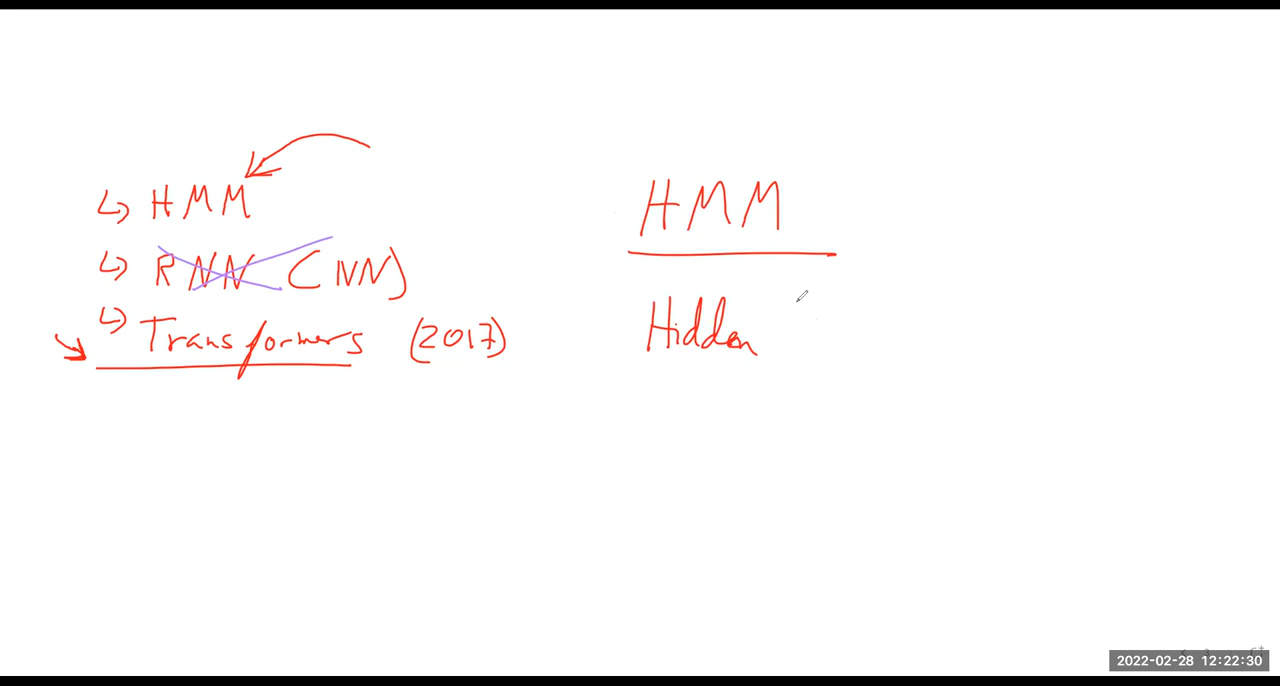 ↳ HMM
↳ RNN (NN)
↳ Transformers (2017)
HMM
Hidden
2022-02-28 12:22:30